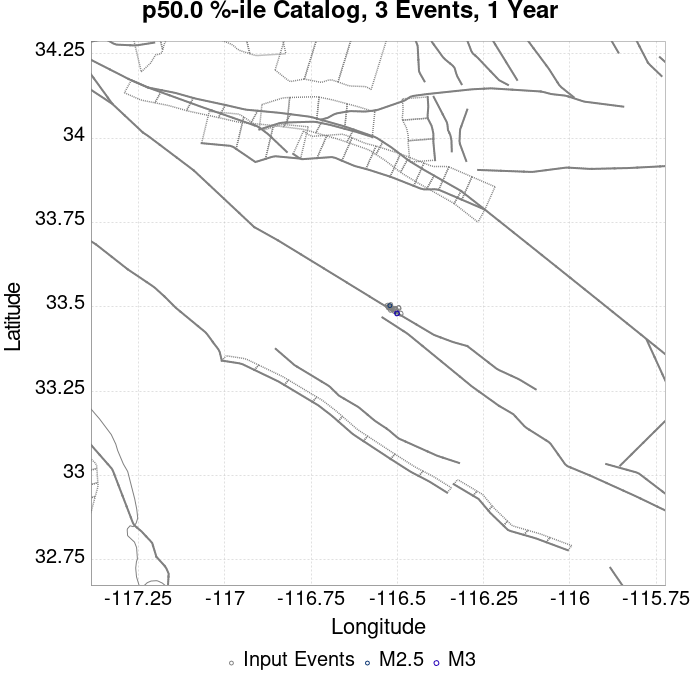 p50.0 %-ile Catalog, 3 Events, 1 Year
34.25
34
33.75
33.5
33.25
33
32.75
Latitude
-117.25 -117 -116.75 -116.5 -116.25 -116 -115.75
Longitude
Input Events M2.5 M3